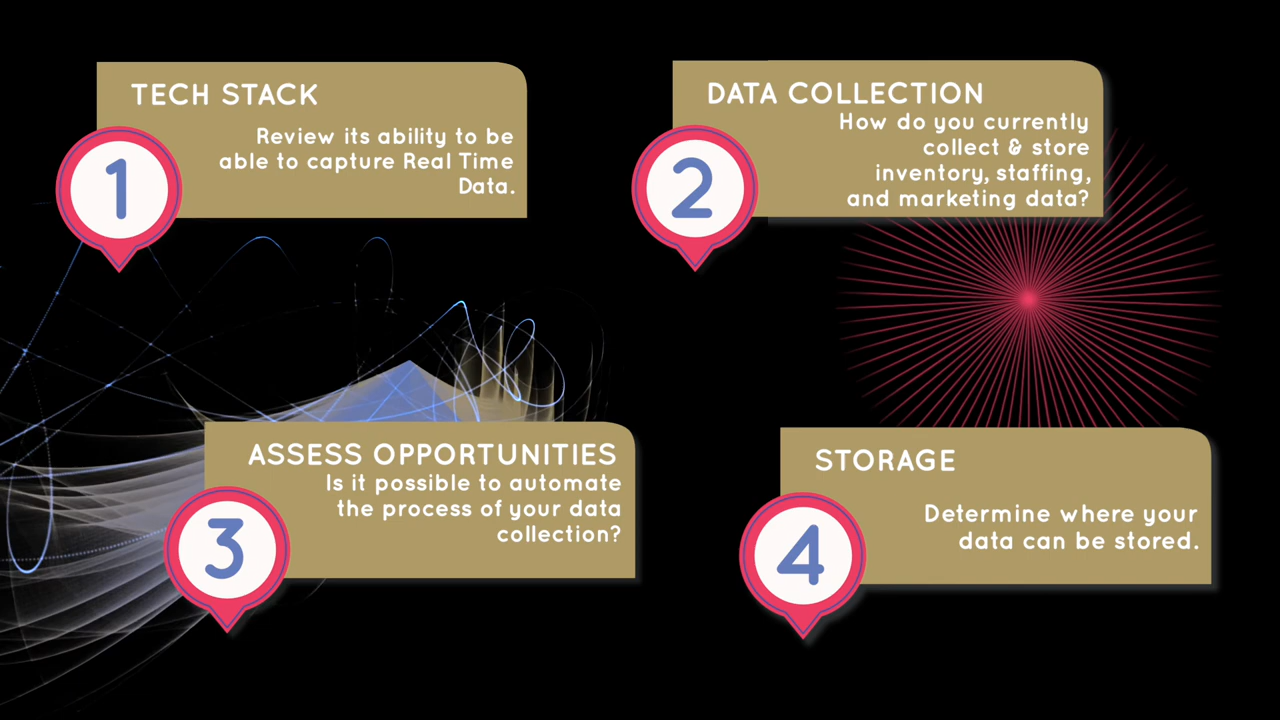 TECH STACK
Review its ability to be
able to capture Real Time
Data.
1
DATA COLLECTION
How do you currently
collect & store
inventory, staffing,
and marketing data?
2
ASSESS OPPORTUNITIES
Is it possible to automate
the process of your data
collection?
3
STORAGE
Determine where your
data can be stored.
4